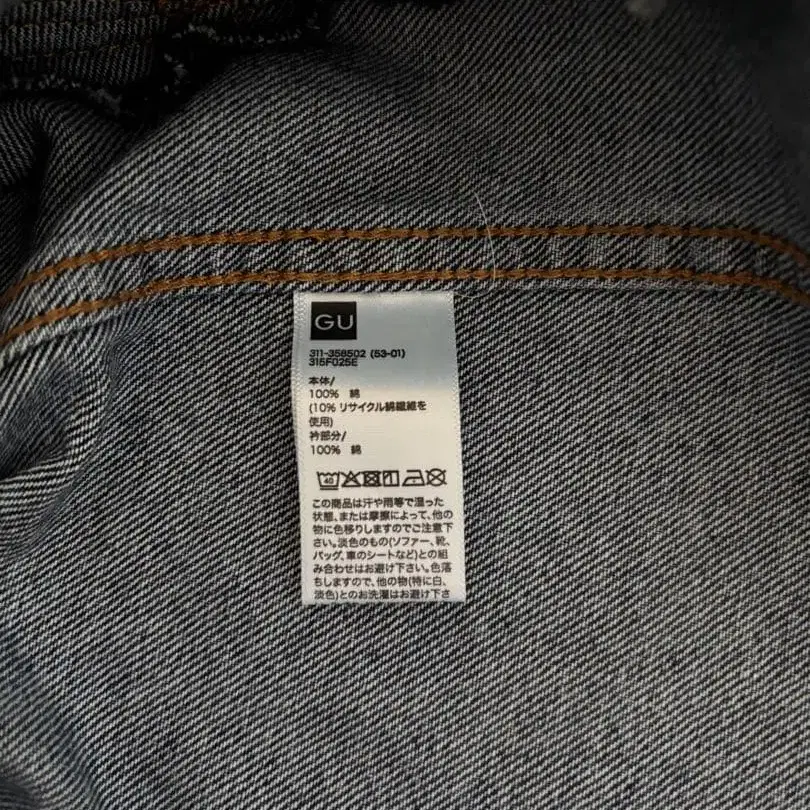 GU
311-358502 (53-01)
315F025E
本体/
100% 綿
(10% リサイクル綿繊維を
使用)
衿部分/
100% 綿
40
この商品は汗や雨等で湿った
状態、または摩擦によって、他の
物に色移りしますのでご注意下
さい。淡色のもの(ソファー、靴、
バッグ、車のシートなど)との組
み合わせはお避け下さい。色落
ちしますので、他の物(特に白、
淡色)とのお洗濯はお避け下さ